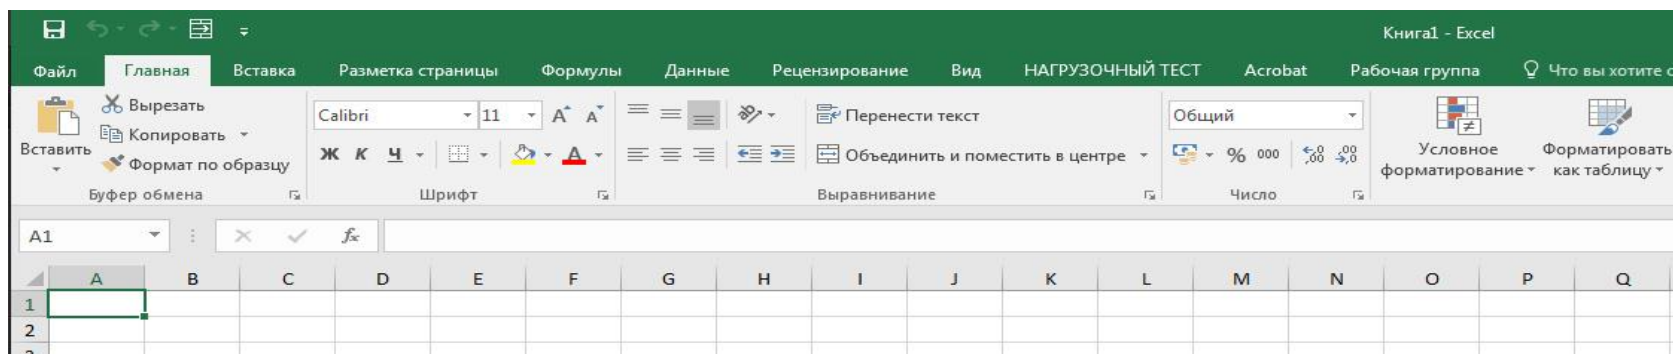 Книга1 - Excel
Файл Главная Вставка Разметка страницы Формулы Данные Рецензирование Вид НАГРУЗОЧНЫЙ ТЕСТ Acrobat Рабочая группа Что вы хотите
Вставить
Вырезать
Копировать
Формат по образцу
Буфер обмена
Calibri 11
Ж К Ч
Шрифт
Перенести текст
Объединить и поместить в центре
Выравнивание
Общий
% 000
Число
Условное форматирование
Форматировать как таблицу
A1 fx
A B C D E F G H I J K L M N O P Q
1
2